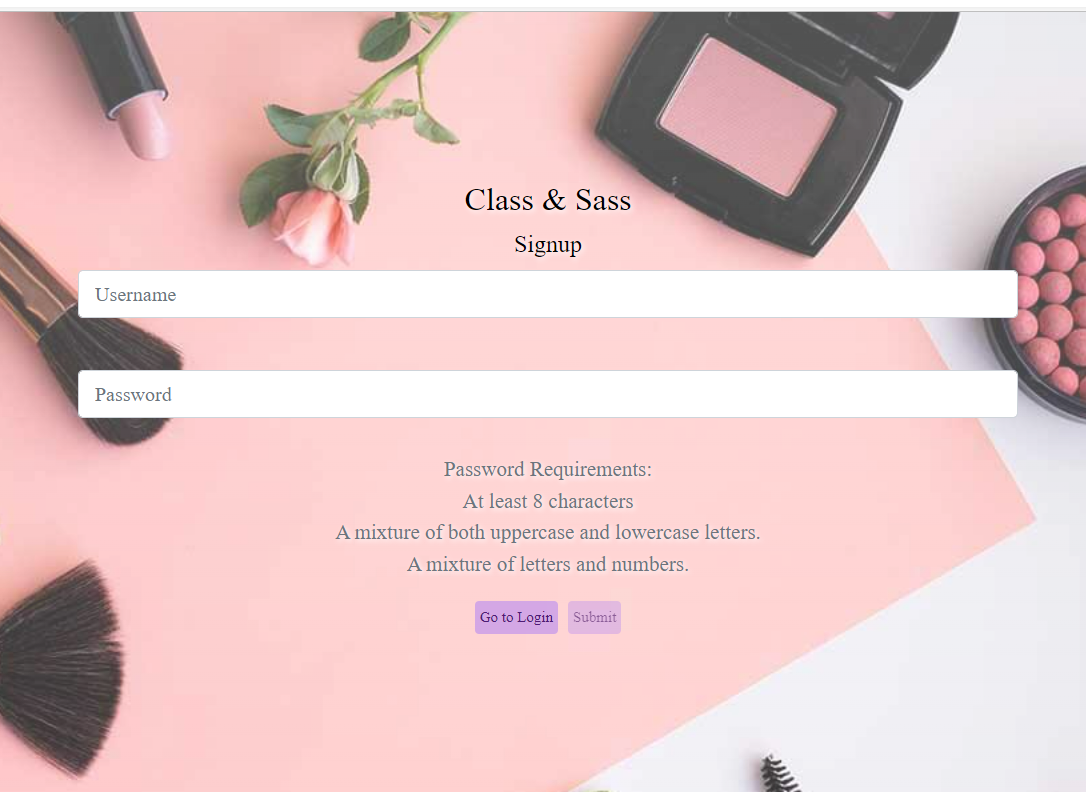 Class & Sass
Signup
Username
Password
Password Requirements:
At least 8 characters
A mixture of both uppercase and lowercase letters.
A mixture of letters and numbers.
Go to Login Submit